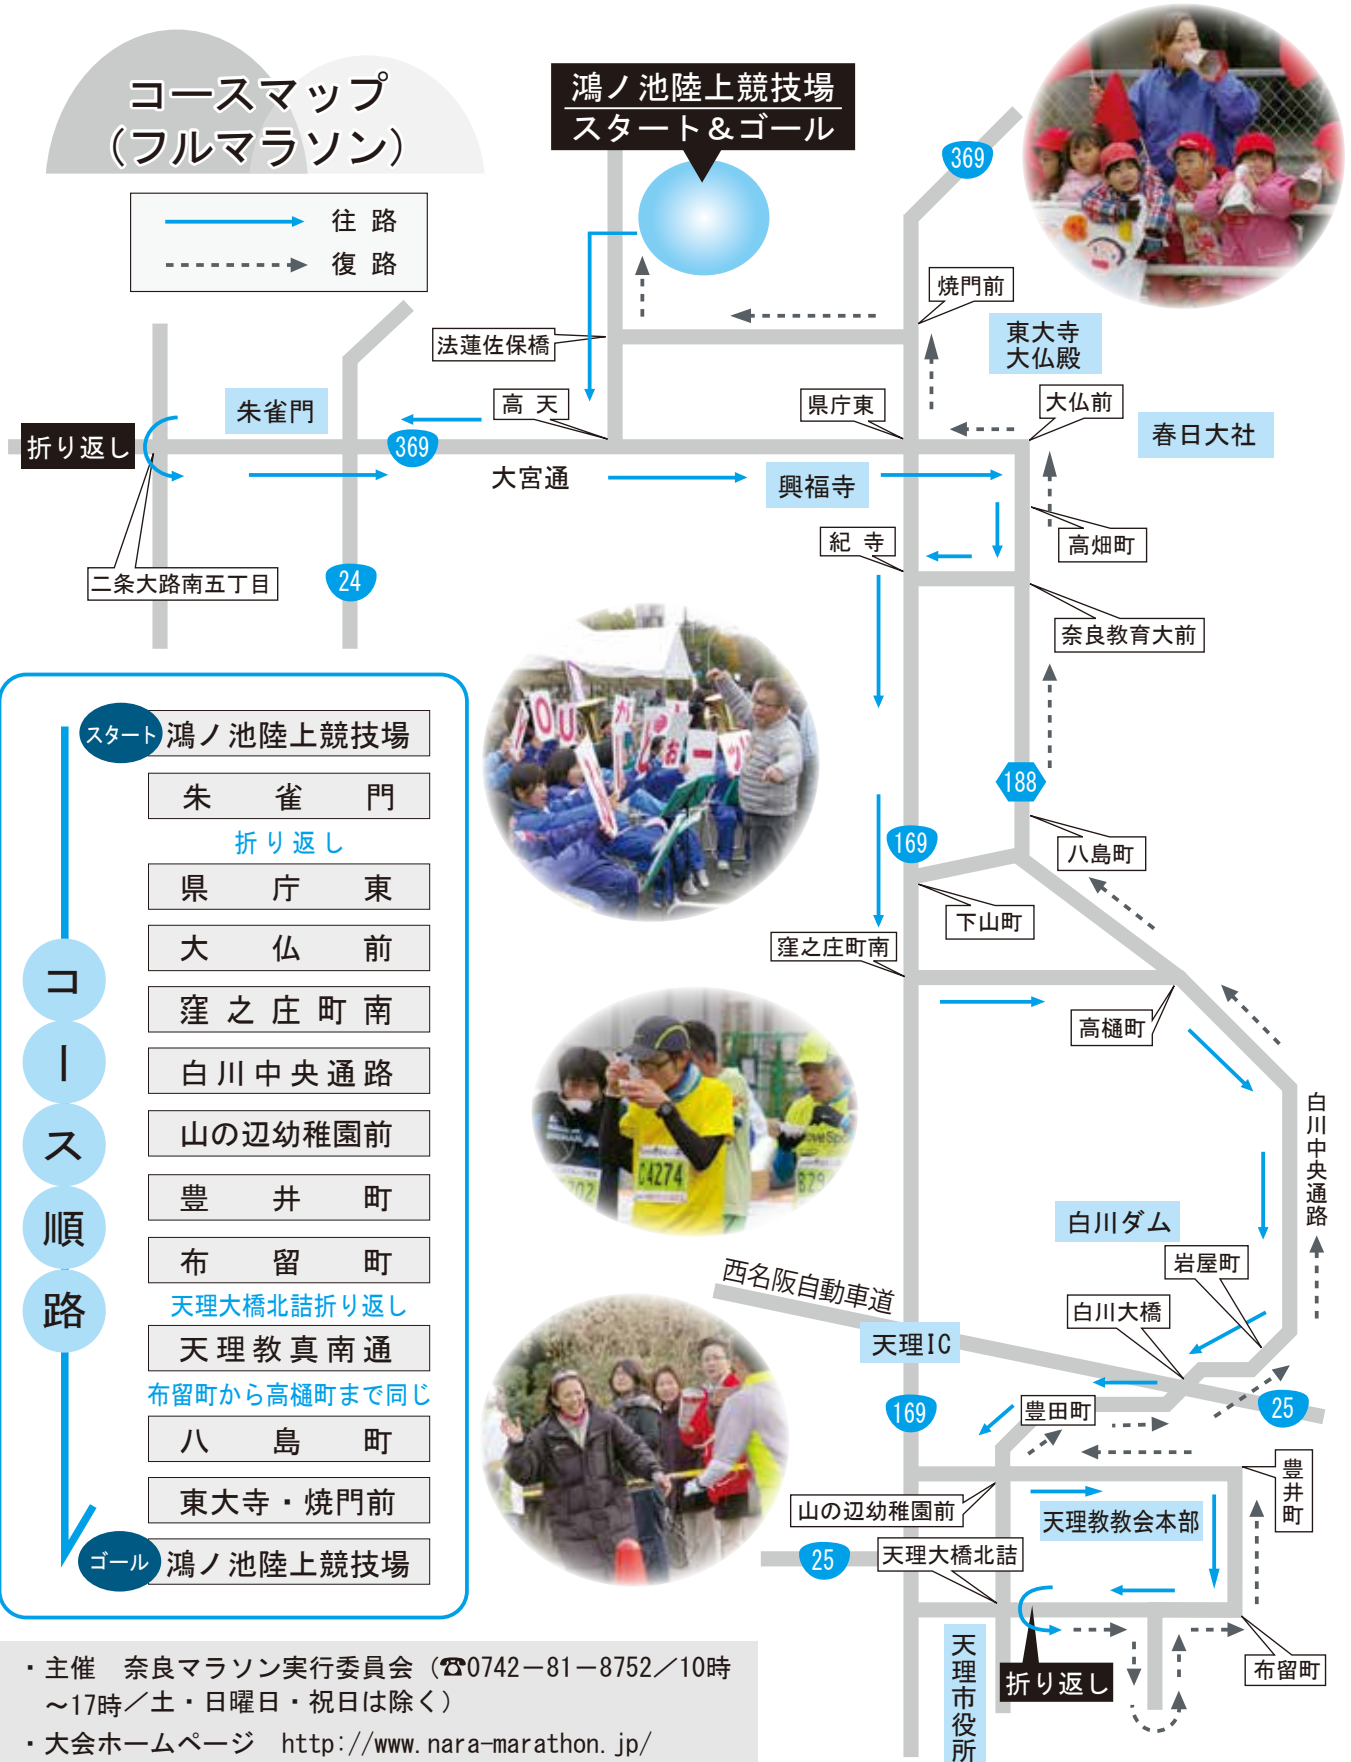 コースマップ
(フルマラソン)
往路
復路
鴻ノ池陸上競技場
スタート&ゴール
369
焼門前
東大寺
大仏殿
法蓮佐保橋
朱雀門
高天
県庁東
大仏前
春日大社
折り返し
369
大宮通
興福寺
紀寺
高畑町
二条大路南五丁目
24
奈良教育大前
188
169
八島町
下山町
窪之庄町南
高樋町
白川中央通路
白川ダム
岩屋町
西名阪自動車道
白川大橋
天理IC
169
豊田町
25
豊井町
山の辺幼稚園前
天理教教会本部
25
天理大橋北詰
天理市役所
折り返し
布留町
YOU
C4274
コース順路
スタート
鴻ノ池陸上競技場
朱雀門
折り返し
県庁東
大仏前
窪之庄町南
白川中央通路
山の辺幼稚園前
豊井町
布留町
天理大橋北詰折り返し
天理教真南通
布留町から高樋町まで同じ
八島町
東大寺・焼門前
ゴール
鴻ノ池陸上競技場
・主催　奈良マラソン実行委員会（☎0742−81−8752／10時
～17時／土・日曜日・祝日は除く）
・大会ホームページ　http://www.nara-marathon.jp/